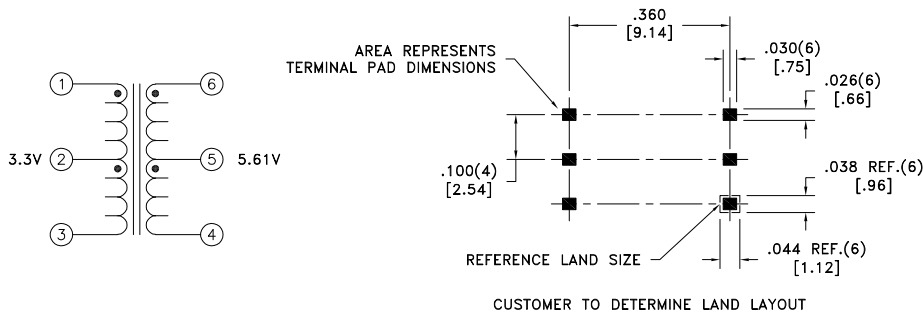 1
6
3.3V
2
5
5.61V
3
4
AREA REPRESENTS
TERMINAL PAD DIMENSIONS
.360
[9.14]
.030(6)
[.75]
.026(6)
[.66]
.100(4)
[2.54]
.038 REF.(6)
[.96]
REFERENCE LAND SIZE
.044 REF.(6)
[1.12]
CUSTOMER TO DETERMINE LAND LAYOUT